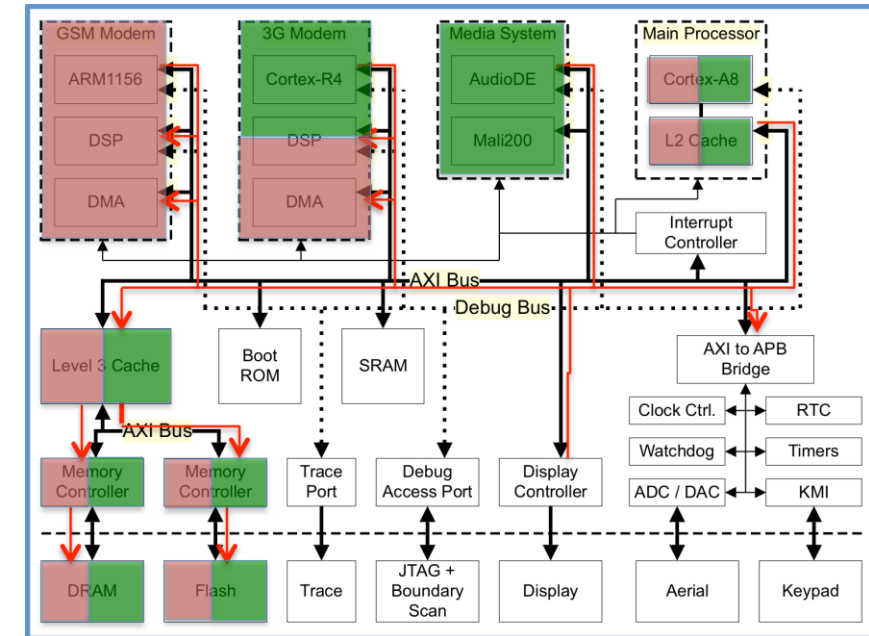 GSM Modem
3G Modem
Media System
Main Processor
ARM1156
Cortex-R4
AudioDE
Cortex-A8
DSP
DSP
Mali200
L2 Cache
DMA
DMA
Interrupt
Controller
AXI Bus
Debug Bus
Level 3 Cache
Boot
ROM
SRAM
AXI to APB
Bridge
Clock Ctrl.
RTC
AXI Bus
Watchdog
Timers
Memory
Controller
Memory
Controller
Trace
Port
Debug
Access Port
Display
Controller
ADC / DAC
KMI
DRAM
Flash
Trace
JTAG +
Boundary
Scan
Display
Aerial
Keypad